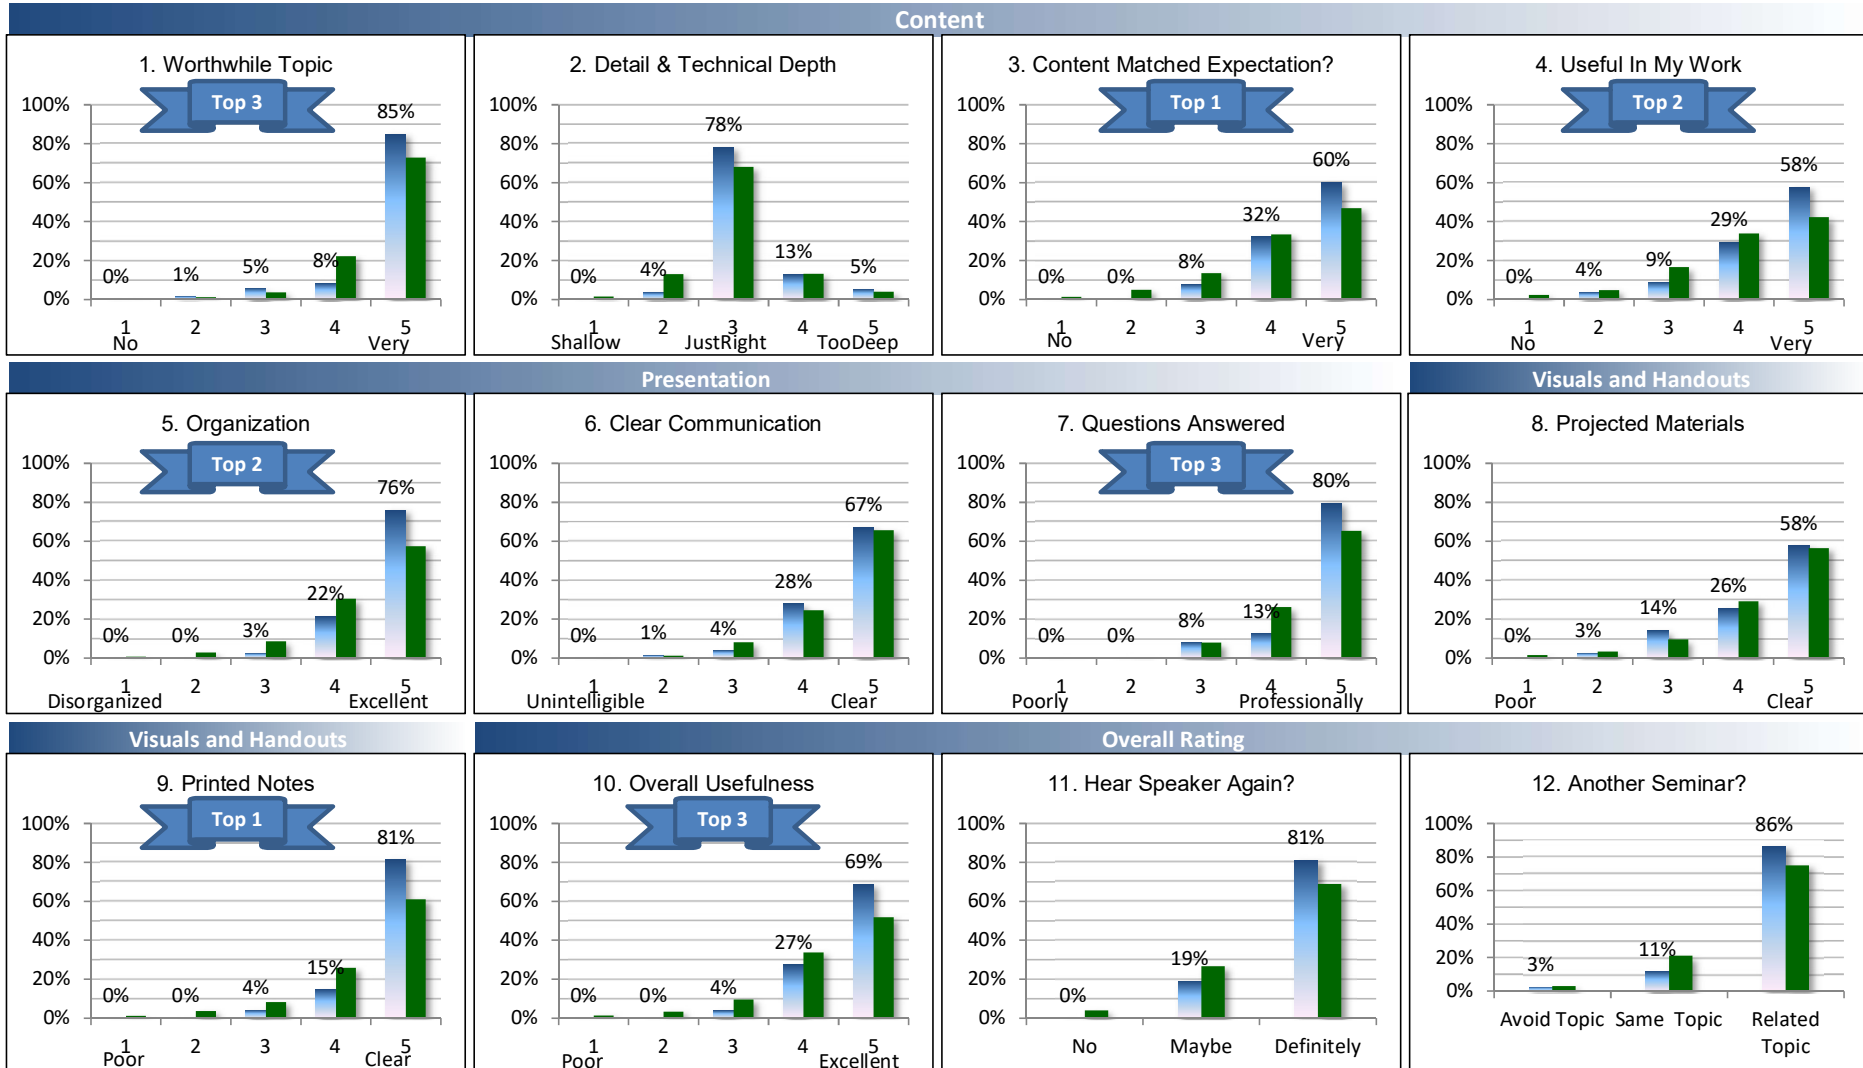 Content
1. Worthwhile Topic
Top 3
100%
80%
60%
40%
20%
0%
0%
1%
5%
8%
85%
1 2 3 4 5
No Very
2. Detail & Technical Depth
100%
80%
60%
40%
20%
0%
0%
4%
78%
13%
5%
1 2 3 4 5
Shallow JustRight TooDeep
3. Content Matched Expectation?
Top 1
100%
80%
60%
40%
20%
0%
0%
0%
8%
32%
60%
1 2 3 4 5
No Very
4. Useful In My Work
Top 2
100%
80%
60%
40%
20%
0%
0%
4%
9%
29%
58%
1 2 3 4 5
No Very
Presentation
5. Organization
Top 2
100%
80%
60%
40%
20%
0%
0%
0%
3%
22%
76%
1 2 3 4 5
Disorganized Excellent
6. Clear Communication
100%
80%
60%
40%
20%
0%
0%
1%
4%
28%
67%
1 2 3 4 5
Unintelligible Clear
7. Questions Answered
Top 3
100%
80%
60%
40%
20%
0%
0%
0%
8%
13%
80%
1 2 3 4 5
Poorly Professionally
Visuals and Handouts
8. Projected Materials
100%
80%
60%
40%
20%
0%
0%
3%
14%
26%
58%
1 2 3 4 5
Poor Clear
Visuals and Handouts
9. Printed Notes
Top 1
100%
80%
60%
40%
20%
0%
0%
0%
4%
15%
81%
1 2 3 4 5
Poor Clear
Overall Rating
10. Overall Usefulness
Top 3
100%
80%
60%
40%
20%
0%
0%
0%
4%
27%
69%
1 2 3 4 5
Poor Excellent
11. Hear Speaker Again?
100%
80%
60%
40%
20%
0%
0%
19%
81%
No Maybe Definitely
12. Another Seminar?
100%
80%
60%
40%
20%
0%
3%
11%
86%
Avoid Topic Same Topic Related
Topic